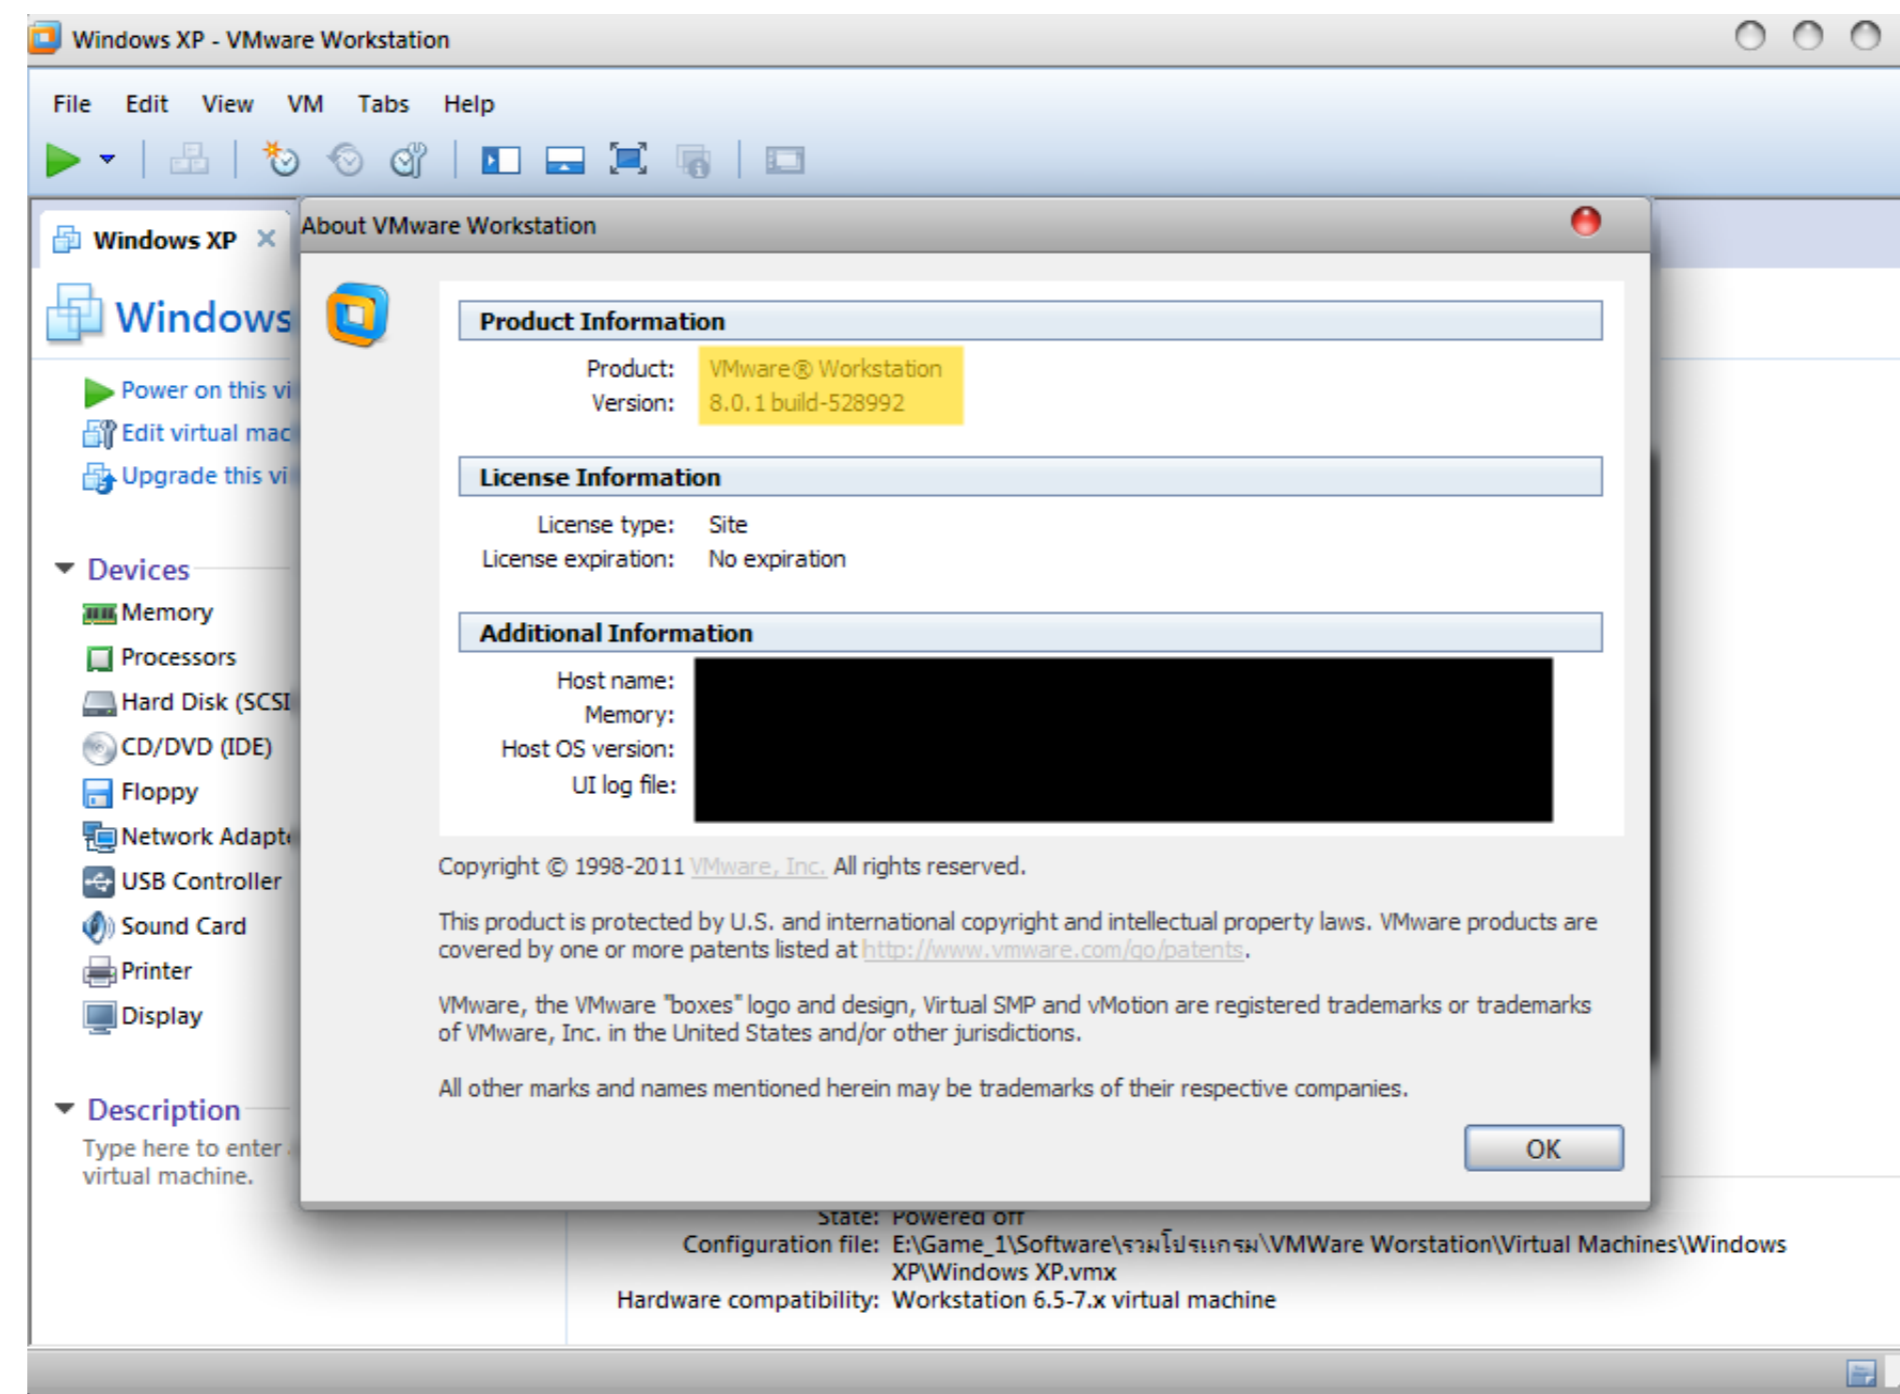 Windows XP - VMware Workstation
File Edit View VM Tabs Help
Windows XP
About VMware Workstation
Windows
Power on this vi
Edit virtual mac
Upgrade this vi
Devices
Memory
Processors
Hard Disk (SCSI
CD/DVD (IDE)
Floppy
Network Adapte
USB Controller
Sound Card
Printer
Display
Description
Type here to enter
virtual machine.
Product Information
Product: VMware® Workstation
Version: 8.0.1 build-528992
License Information
License type: Site
License expiration: No expiration
Additional Information
Host name:
Memory:
Host OS version:
UI log file:
Copyright © 1998-2011 VMware, Inc. All rights reserved.
This product is protected by U.S. and international copyright and intellectual property laws. VMware products are
covered by one or more patents listed at http://www.vmware.com/go/patents.
VMware, the VMware "boxes" logo and design, Virtual SMP and vMotion are registered trademarks or trademarks
of VMware, Inc. in the United States and/or other jurisdictions.
All other marks and names mentioned herein may be trademarks of their respective companies.
OK
State: Powered off
Configuration file: E:\Game_1\Software\รวมโปรแกรม\VMWare Worstation\Virtual Machines\Windows
XP\Windows XP.vmx
Hardware compatibility: Workstation 6.5-7.x virtual machine